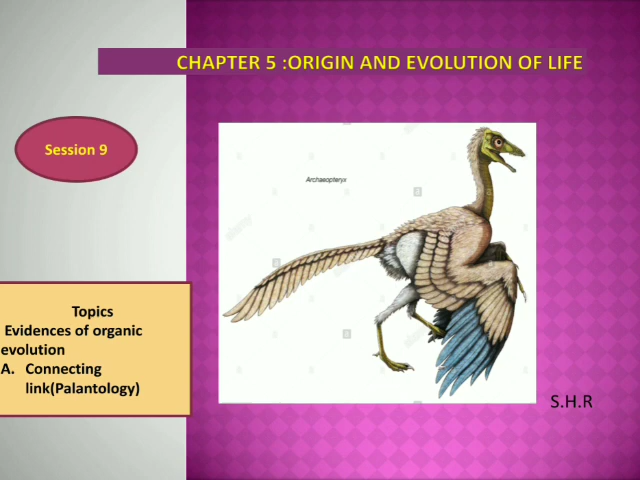 CHAPTER 5 :ORIGIN AND EVOLUTION OF LIFE
Session 9
Archaeopteryx
Topics
Evidences of organic
evolution
A. Connecting
link(Palantology)
S.H.R